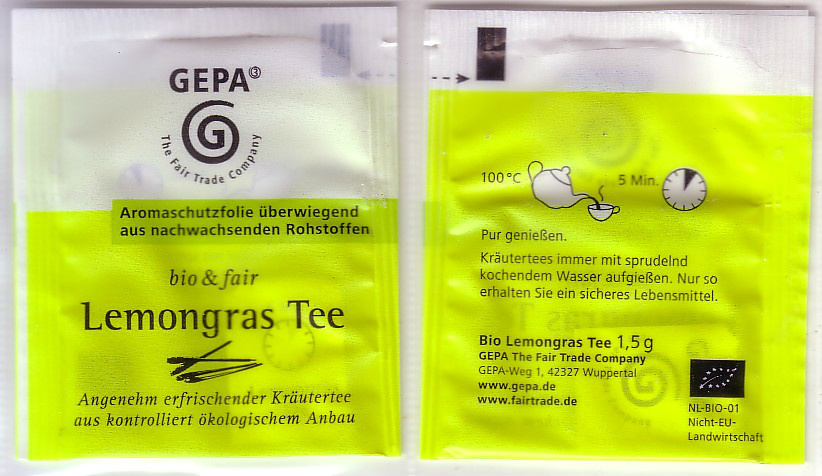 GEPA③
The Fair Trade Company
Aromaschutzfolie überwiegend
aus nachwachsenden Rohstoffen
bio & fair
Lemongras Tee
Angenehm erfrischender Kräutertee
aus kontrolliert ökologischem Anbau
100°C
5 Min.
Pur genießen.
Kräutertees immer mit sprudelnd
kochendem Wasser aufgießen. Nur so
erhalten Sie ein sicheres Lebensmittel.
Bio Lemongras Tee 1,5 g
GEPA The Fair Trade Company
GEPA-Weg 1, 42327 Wuppertal
www.gepa.de
www.fairtrade.de
NL-BIO-01
Nicht-EU-
Landwirtschaft